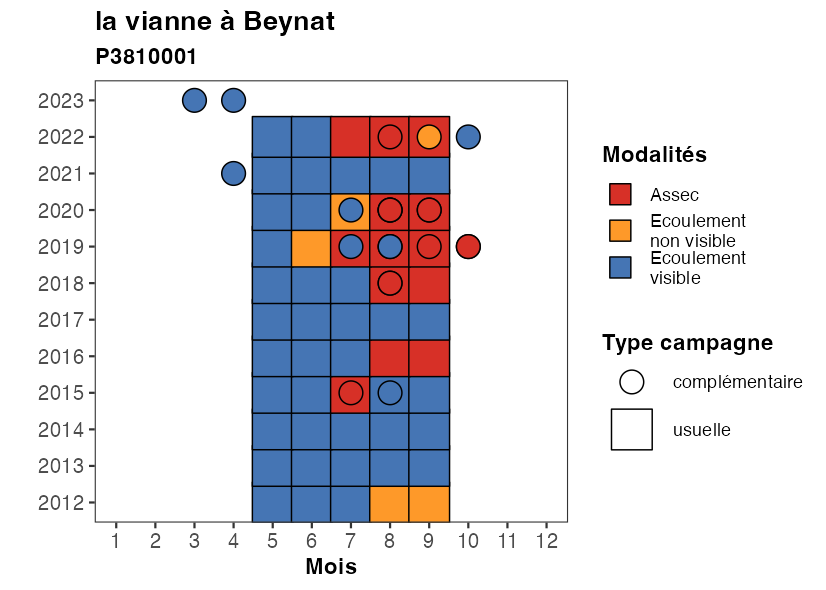 la vianne à Beynat
P3810001
2023
2022
2021
2020
2019
2018
2017
2016
2015
2014
2013
2012
1 2 3 4 5 6 7 8 9 10 11 12
Mois
Modalités
Assec
Ecoulement
non visible
Ecoulement
visible
Type campagne
complémentaire
usuelle